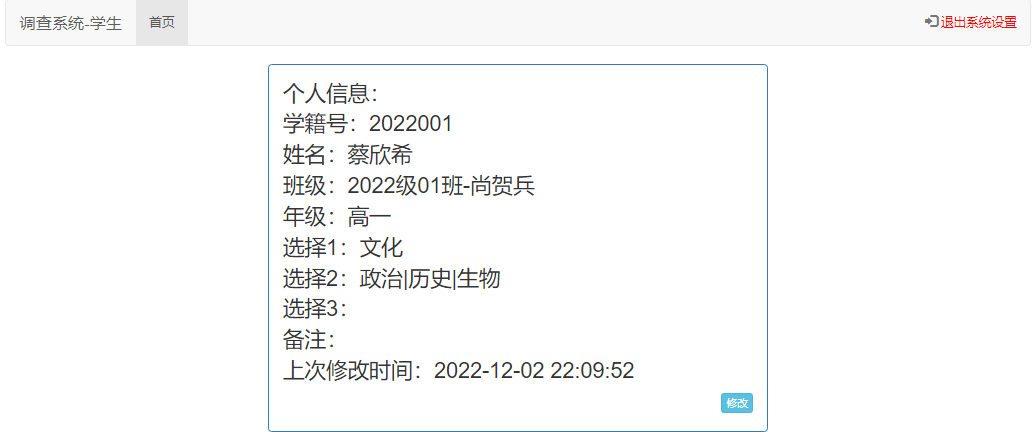 调查系统-学生
首页
退出系统设置
个人信息：
学籍号：2022001
姓名：蔡欣希
班级：2022级01班-尚贺兵
年级：高一
选择1：文化
选择2：政治|历史|生物
选择3：
备注：
上次修改时间：2022-12-02 22:09:52
修改